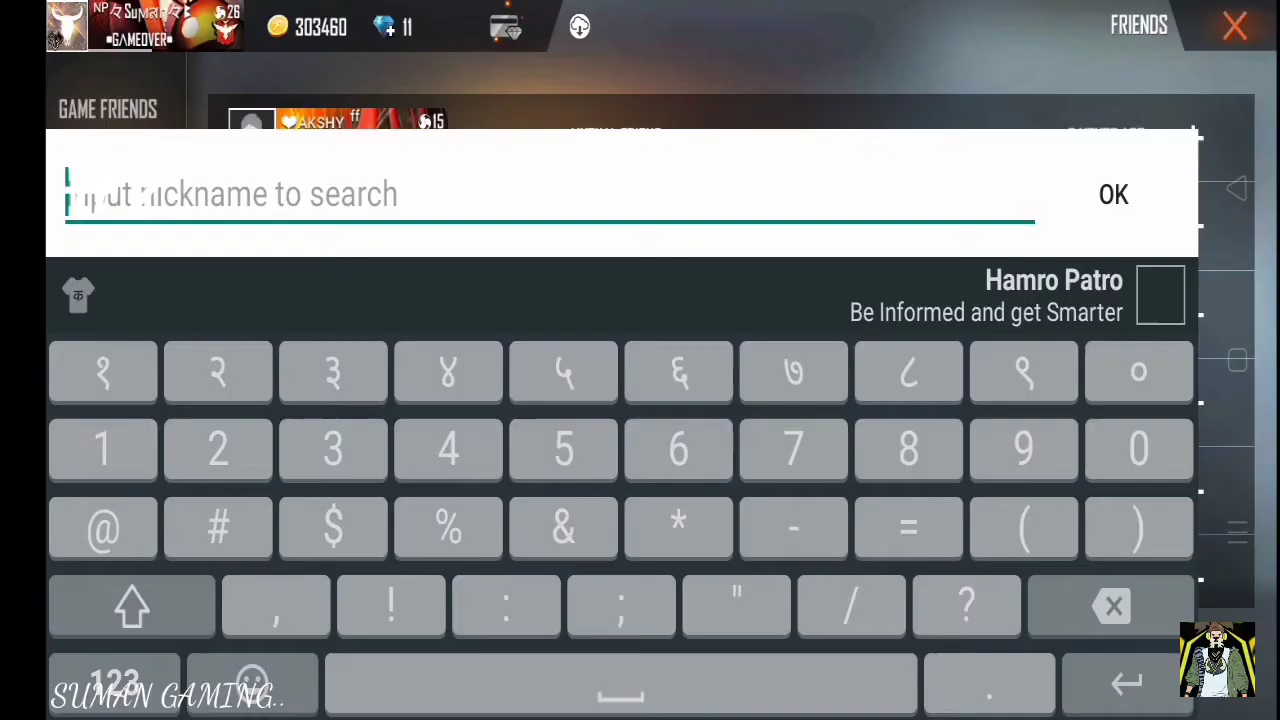 NP々SuMan々
26
▪GAMEOVER▪
303460
11
FRIENDS
GAME FRIENDS
AKSHY ff
15
Input nickname to search
OK
Hamro Patro
Be Informed and get Smarter
क
१ २ ३ ४ ५ ६ ७ ८ ९ ०
1 2 3 4 5 6 7 8 9 0
@ # $ % & * - = ( )
, ! : ; " / ?
123 .
SUMAN GAMING..